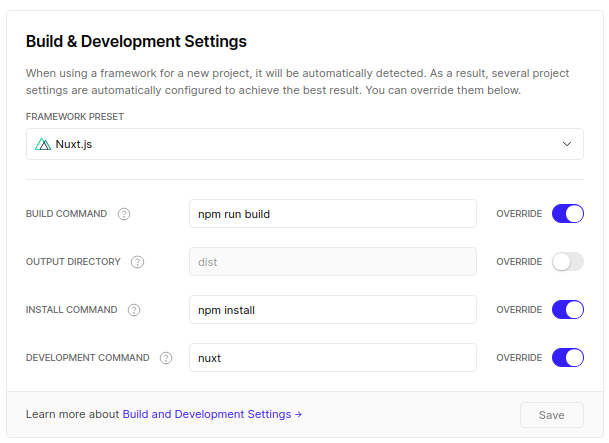 Build & Development Settings
When using a framework for a new project, it will be automatically detected. As a result, several project
settings are automatically configured to achieve the best result. You can override them below.
FRAMEWORK PRESET
Nuxt.js
BUILD COMMAND ? npm run build OVERRIDE
OUTPUT DIRECTORY ? dist OVERRIDE
INSTALL COMMAND ? npm install OVERRIDE
DEVELOPMENT COMMAND ? nuxt OVERRIDE
Learn more about Build and Development Settings → Save